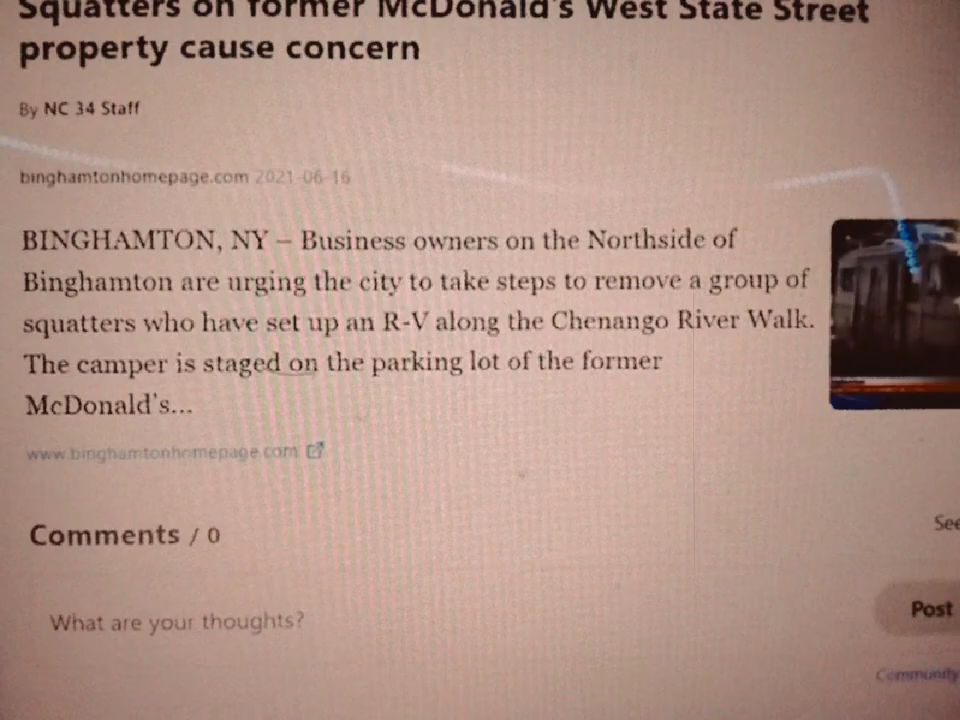 Squatters on former McDonald's West State Street
property cause concern
By NC 34 Staff
binghamtonhomepage.com 2021-06-16
BINGHAMTON, NY – Business owners on the Northside of
Binghamton are urging the city to take steps to remove a group of
squatters who have set up an R-V along the Chenango River Walk.
The camper is staged on the parking lot of the former
McDonald's...
www.binghamtonhomepage.com
Comments / 0
See
What are your thoughts?
Post
Community